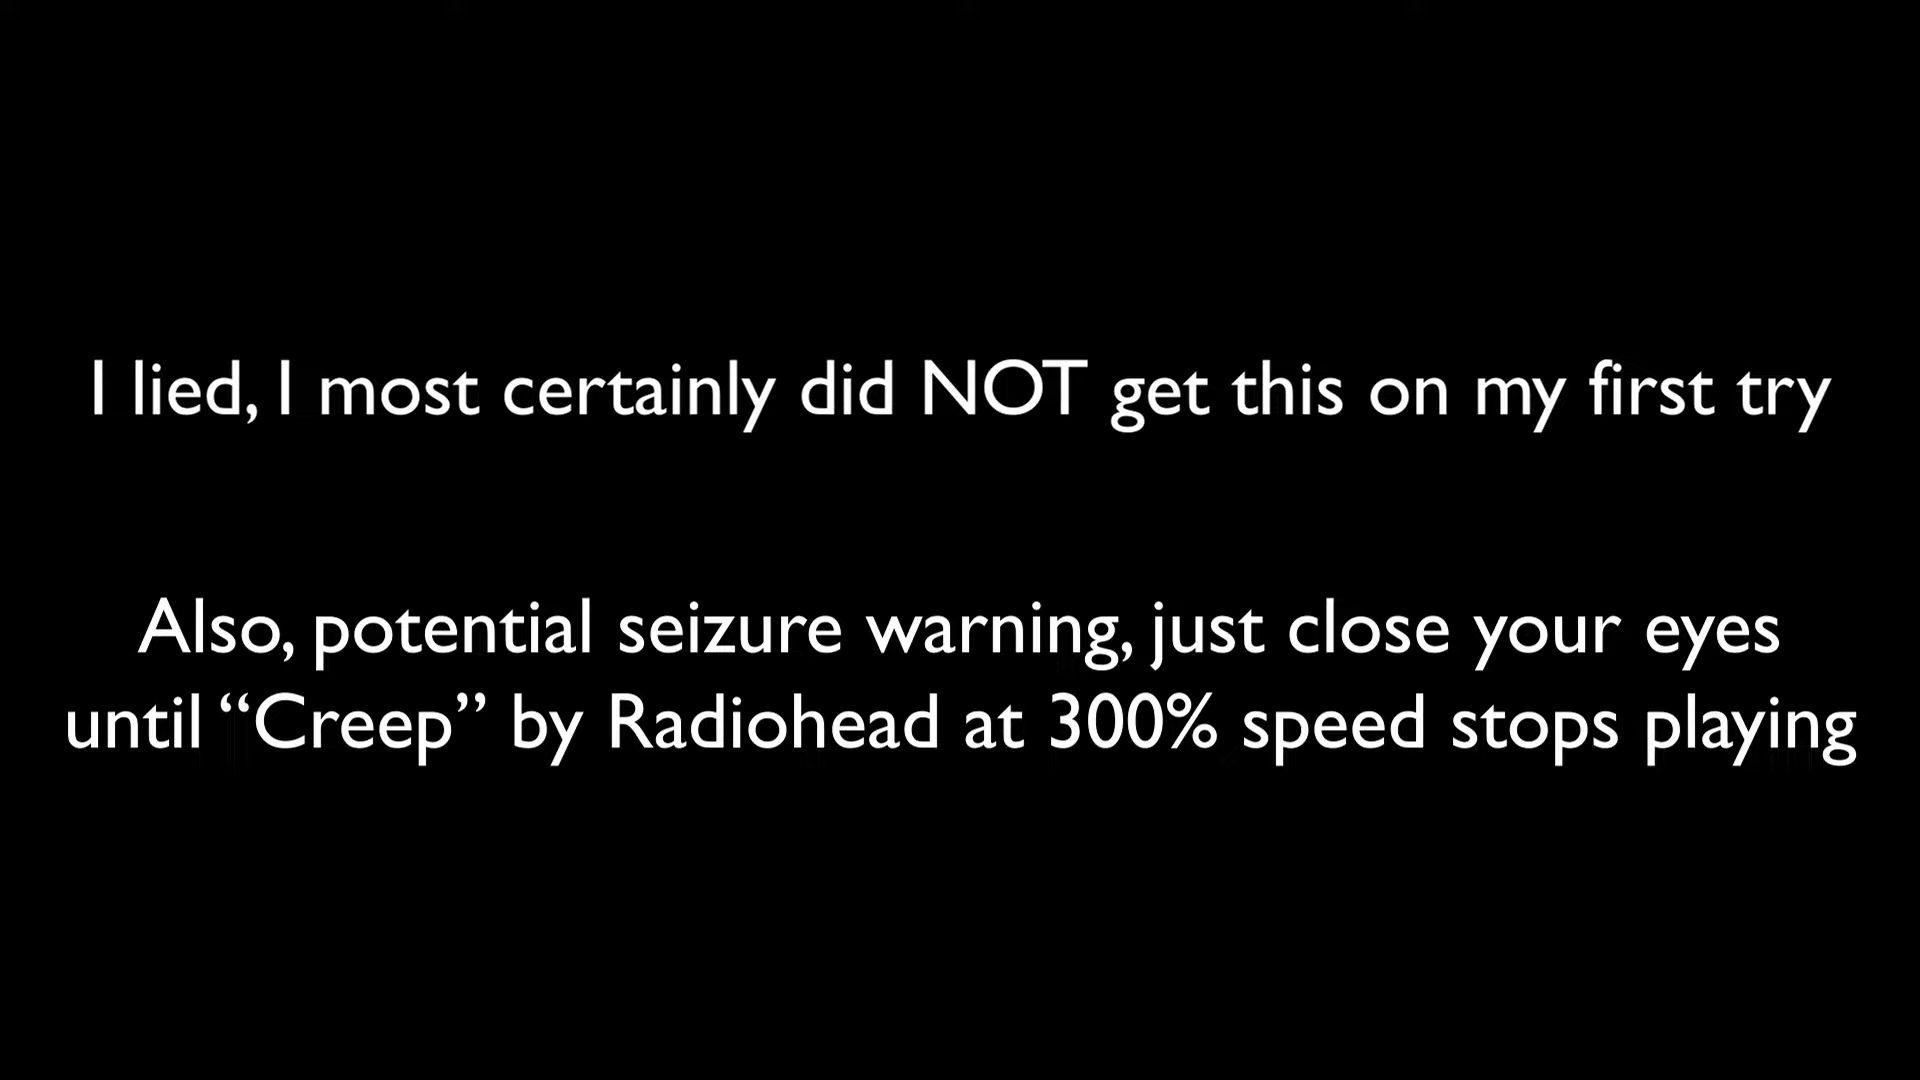 I lied, I most certainly did NOT get this on my first try
Also, potential seizure warning, just close your eyes
until “Creep” by Radiohead at 300% speed stops playing